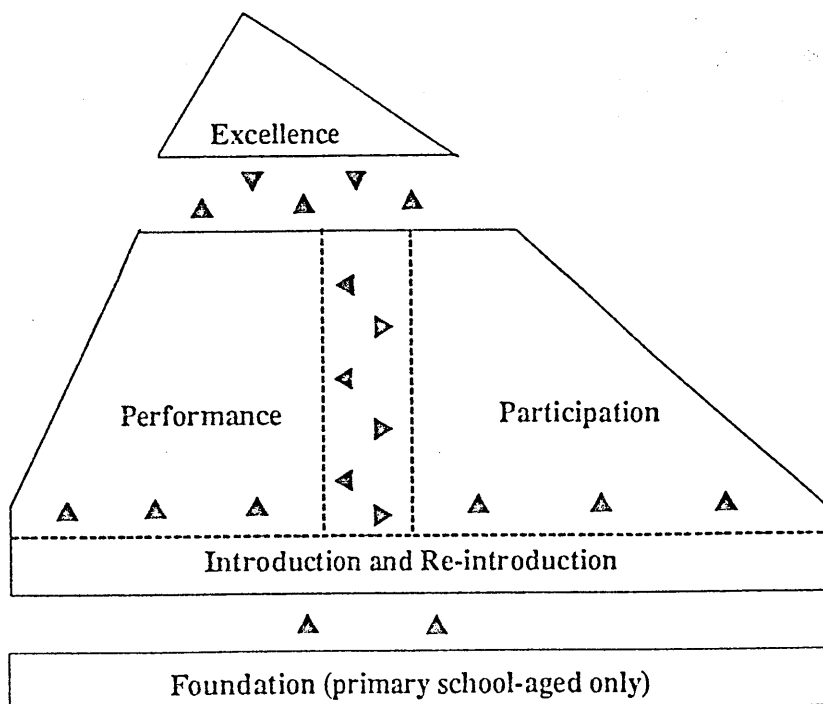 Excellence
Performance
Participation
Introduction and Re-introduction
Foundation (primary school-aged only)